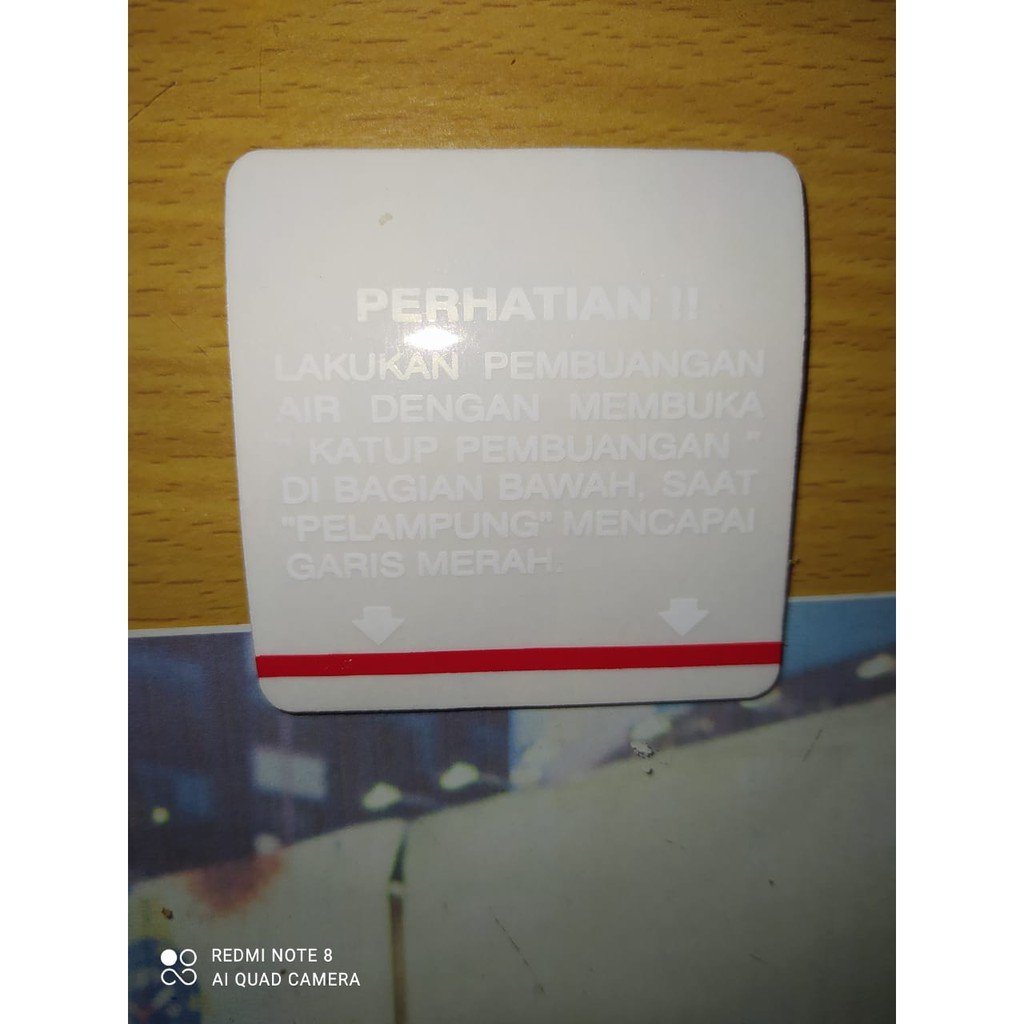 PERHATIAN !!
LAKUKAN PEMBUANGAN
AIR DENGAN MEMBUKA
" KATUP PEMBUANGAN "
DI BAGIAN BAWAH, SAAT
"PELAMPUNG" MENCAPAI
GARIS MERAH.
REDMI NOTE 8
AI QUAD CAMERA